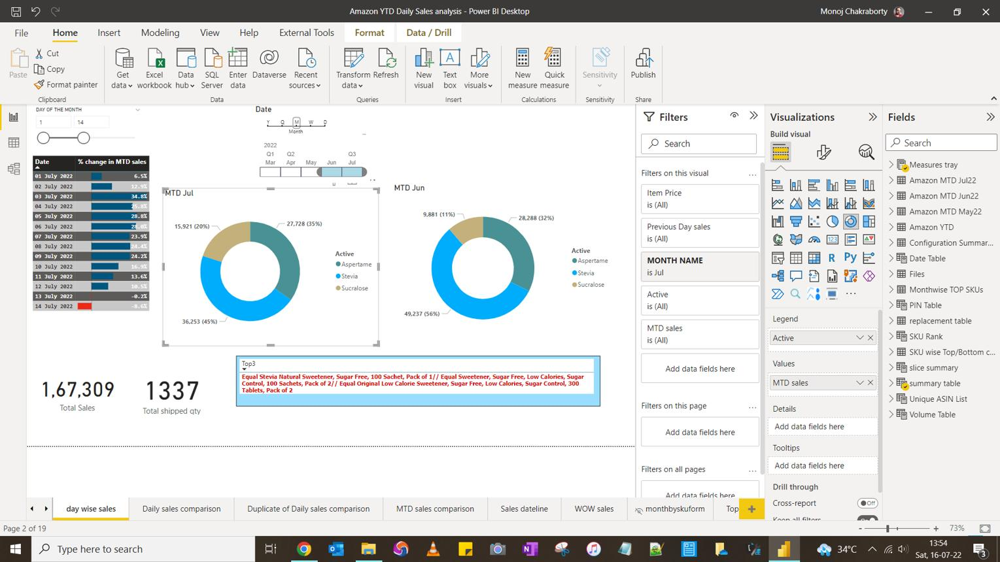 Amazon YTD Daily Sales analysis - Power BI Desktop
Monoj Chakraborty
File Home Insert Modeling View Help External Tools Format Data / Drill
Paste
Cut
Copy
Format painter
Clipboard
Get data
Excel workbook
Data hub
SQL Server
Enter data
Dataverse
Recent sources
Data
Transform data
Refresh
Queries
New visual
Text box
More visuals
Insert
New measure
Quick measure
Calculations
Sensitivity
Sensitivity
Publish
Share
DAY OF THE MONTH
1 14
Date
Y Q M W D
Month
2022
Q1 Q2 Q3
Mar Apr May Jun Jul
Date % change in MTD sales
01 July 2022 6.5%
02 July 2022 12.9%
03 July 2022 34.8%
04 July 2022 25.8%
05 July 2022 28.8%
06 July 2022 28.0%
07 July 2022 23.9%
08 July 2022 24.4%
09 July 2022 24.2%
10 July 2022 16.9%
11 July 2022 13.6%
12 July 2022 10.5%
13 July 2022 -0.2%
14 July 2022 -8.6%
MTD Jul
15,921 (20%)
27,728 (35%)
36,253 (45%)
Active
Aspertame
Stevia
Sucralose
MTD Jun
9,881 (11%)
28,288 (32%)
49,237 (56%)
Active
Aspertame
Stevia
Sucralose
1,67,309
Total Sales
1337
Total shipped qty
Top3
Equal Stevia Natural Sweetener, Sugar Free, 100 Sachet, Pack of 1// Equal Sweetener, Sugar Free, Low Calories, Sugar
Control, 100 Sachets, Pack of 2// Equal Original Low Calorie Sweetener, Sugar Free, Low Calories, Sugar Control, 300
Tablets, Pack of 2
Filters
Search
Filters on this visual
Item Price
is (All)
Previous Day sales
is (All)
MONTH NAME
is Jul
Active
is (All)
MTD sales
is (All)
Add data fields here
Filters on this page
Add data fields here
Filters on all pages
Add data fields here
Visualizations
Build visual
123
R Py
Legend
Active
Values
MTD sales
Details
Add data fields here
Tooltips
Add data fields here
Drill through
Cross-report
Off
Keep all filters
On
Fields
Search
Measures tray
Amazon MTD Jul22
Amazon MTD Jun22
Amazon MTD May22
Amazon YTD
Configuration Summar...
Date Table
Files
Monthwise TOP SKUs
PIN Table
replacement table
SKU Rank
SKU wise Top/Bottom c...
slice summary
summary table
Unique ASIN List
Volume Table
day wise sales Daily sales comparison Duplicate of Daily sales comparison MTD sales comparison Sales dateline WOW sales monthbyskuform Top
Page 2 of 19
73%
Type here to search
34°C
13:54
Sat, 16-07-22
3